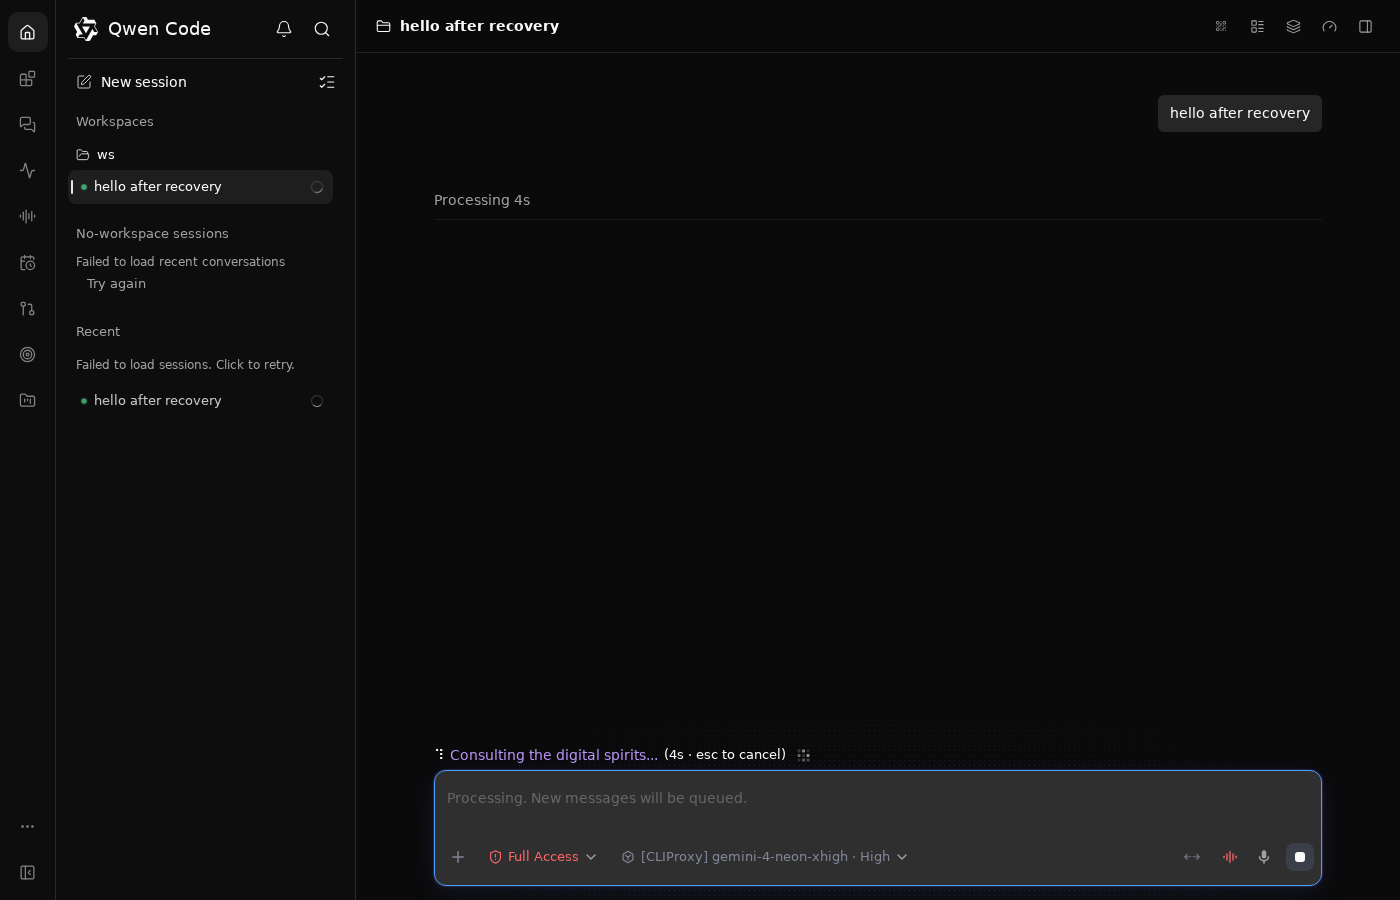 Qwen Code
New session
Workspaces
ws
hello after recovery
No-workspace sessions
Failed to load recent conversations
Try again
Recent
Failed to load sessions. Click to retry.
hello after recovery
hello after recovery
hello after recovery
Processing 4s
Consulting the digital spirits... (4s · esc to cancel)
Processing. New messages will be queued.
Full Access
[CLIProxy] gemini-4-neon-xhigh · High